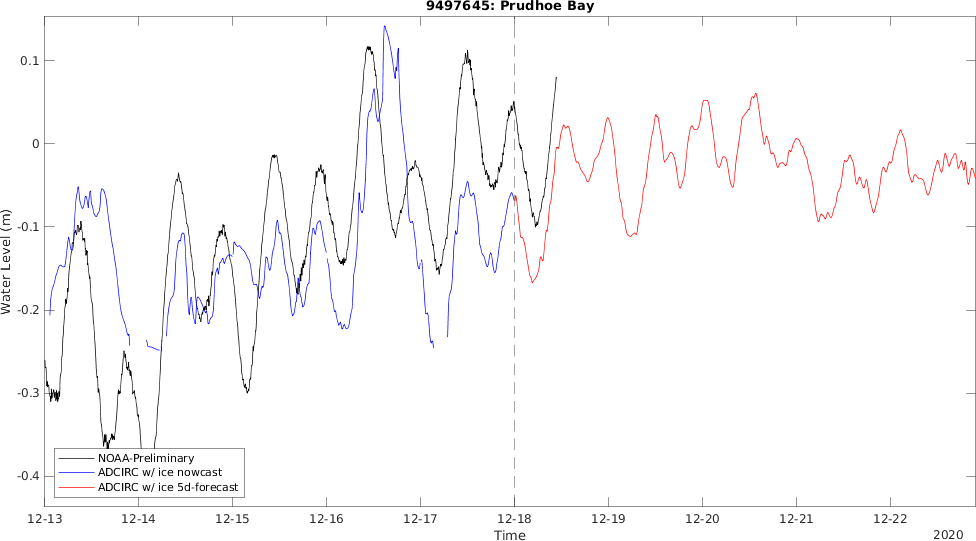 9497645: Prudhoe Bay
0.1
0
-0.1
-0.2
-0.3
-0.4
Water Level (m)
NOAA-Preliminary
ADCIRC w/ ice nowcast
ADCIRC w/ ice 5d-forecast
12-13 12-14 12-15 12-16 12-17 12-18 12-19 12-20 12-21 12-22
Time
2020